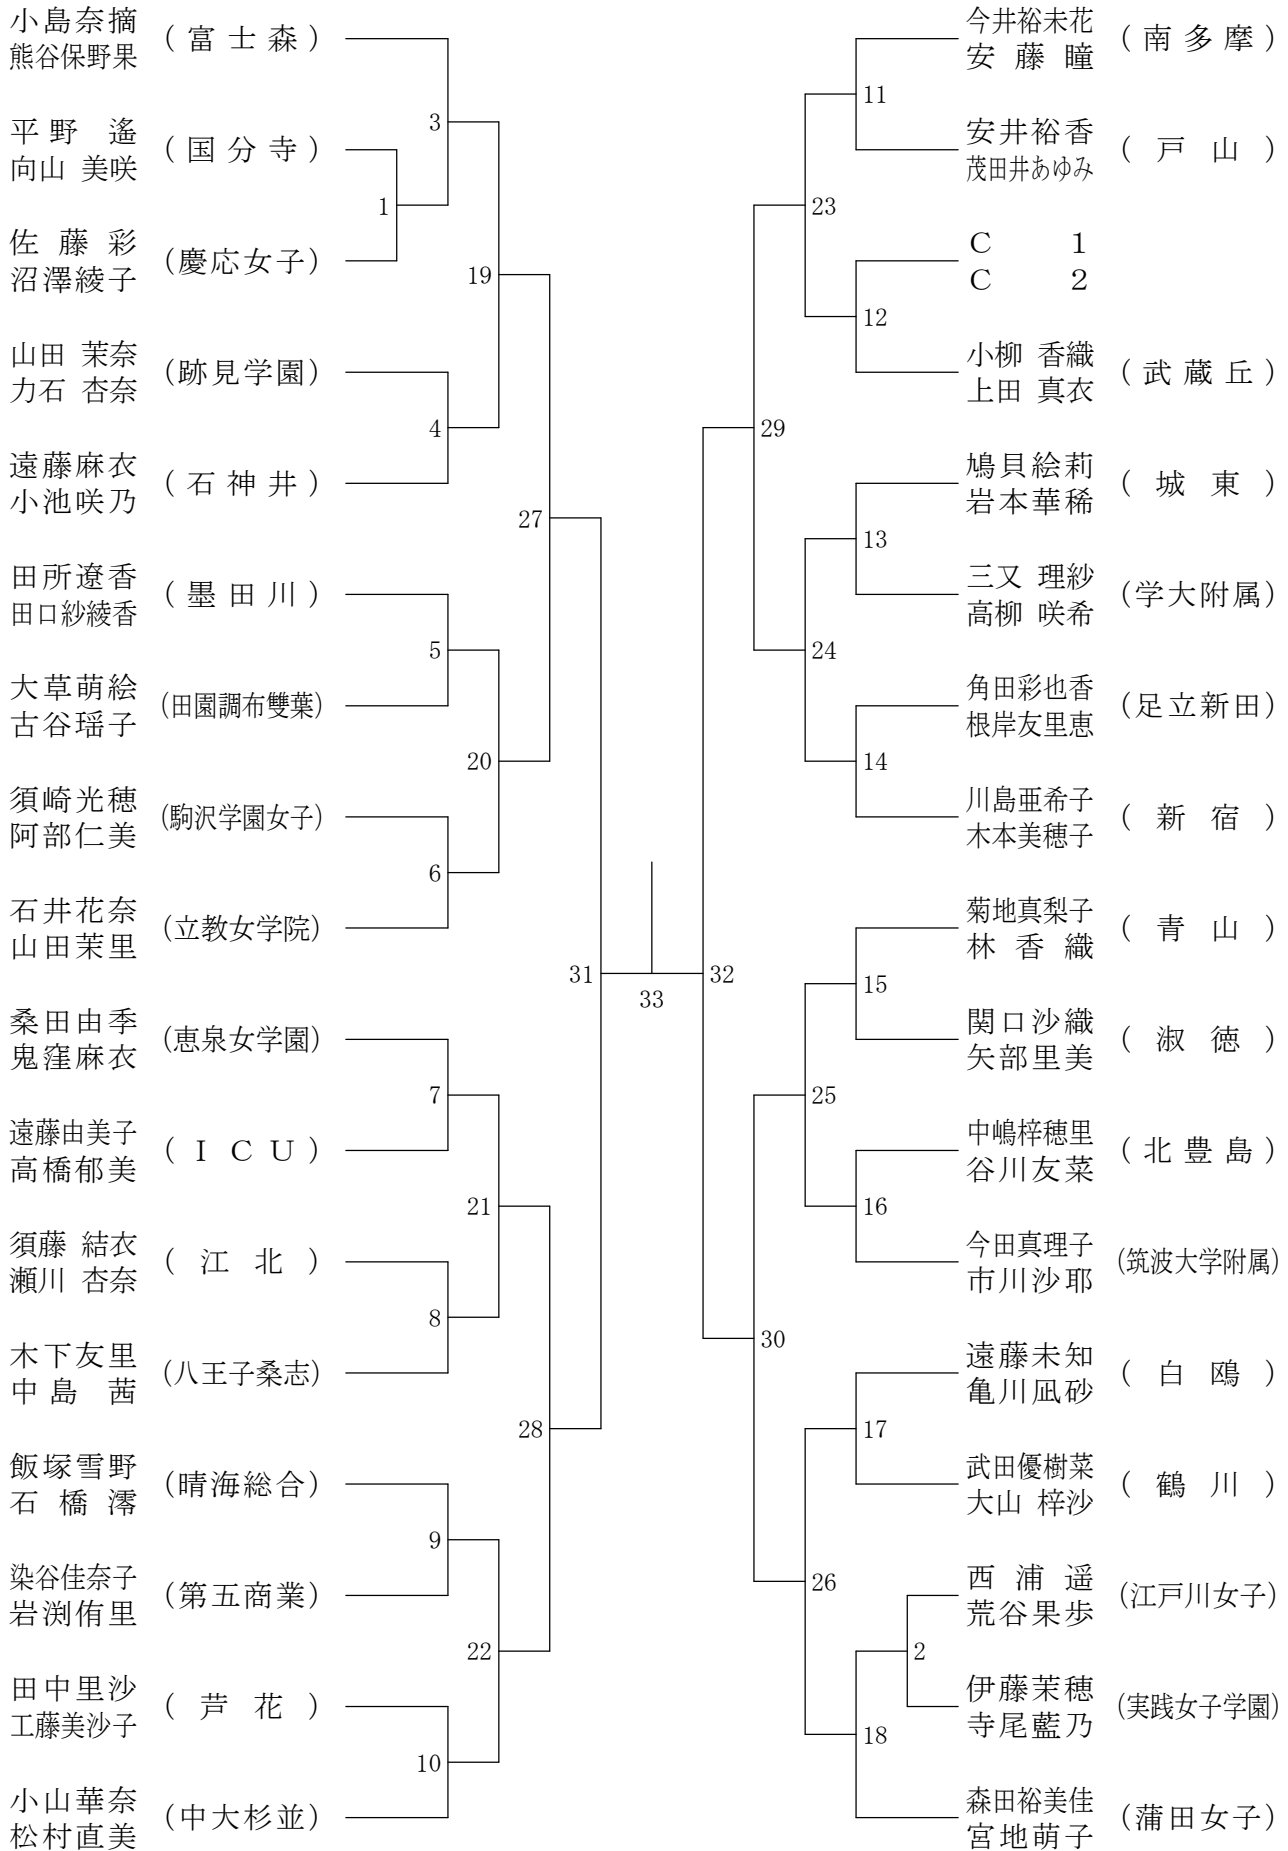 小島奈摘
熊谷保野果
(富士森)
平野 遙
向山 美咲
(国分寺)
佐藤彩
沼澤綾子
(慶応女子)
山田 茉奈
力石 杏奈
(跡見学園)
遠藤麻衣
小池咲乃
(石神井)
田所遼香
田口紗綾香
(墨田川)
大草萌絵
古谷瑶子
(田園調布雙葉)
須崎光穂
阿部仁美
(駒沢学園女子)
石井花奈
山田茉里
(立教女学院)
桑田由季
鬼窪麻衣
(恵泉女学園)
遠藤由美子
高橋郁美
(ICU)
須藤 結衣
瀬川 杏奈
(江北)
木下友里
中島茜
(八王子桑志)
飯塚雪野
石橋澪
(晴海総合)
染谷佳奈子
岩渕侑里
(第五商業)
田中里沙
工藤美沙子
(芦花)
小山華奈
松村直美
(中大杉並)
1
3
4
5
6
7
8
9
10
19
20
21
22
27
28
31
33
32
29
30
23
24
25
26
11
12
13
14
15
16
17
18
2
今井裕未花
安藤瞳
(南多摩)
安井裕香
茂田井あゆみ
(戸山)
C 1
C 2
小柳 香織
上田 真衣
(武蔵丘)
鳩貝絵莉
岩本華稀
(城東)
三又 理紗
高柳 咲希
(学大附属)
角田彩也香
根岸友里恵
(足立新田)
川島亜希子
木本美穂子
(新宿)
菊地真梨子
林香織
(青山)
関口沙織
矢部里美
(淑徳)
中嶋梓穂里
谷川友菜
(北豊島)
今田真理子
市川沙耶
(筑波大学附属)
遠藤未知
亀川凪砂
(白鴎)
武田優樹菜
大山 梓沙
(鶴川)
西浦遥
荒谷果歩
(江戸川女子)
伊藤茉穂
寺尾藍乃
(実践女子学園)
森田裕美佳
宮地萌子
(蒲田女子)